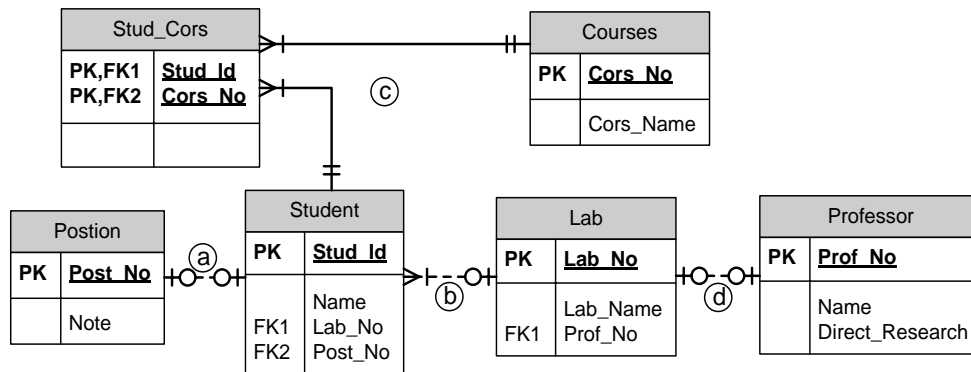 Stud_Cors
PK,FK1 Stud_Id
PK,FK2 Cors_No
Courses
PK Cors_No
Cors_Name
c
Postion
PK Post_No
Note
a
Student
PK Stud_Id
Name
FK1 Lab_No
FK2 Post_No
b
Lab
PK Lab_No
Lab_Name
FK1 Prof_No
d
Professor
PK Prof_No
Name
Direct_Research